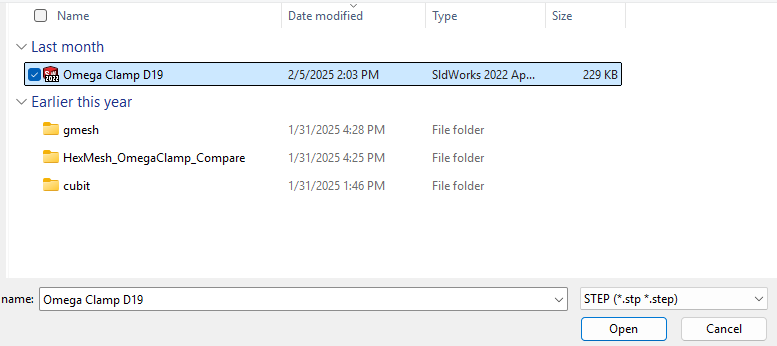 Name Date modified Type Size
Last month
Omega Clamp D19 2/5/2025 2:03 PM SldWorks 2022 Ap... 229 KB
Earlier this year
gmesh 1/31/2025 4:28 PM File folder
HexMesh_OmegaClamp_Compare 1/31/2025 4:25 PM File folder
cubit 1/31/2025 1:46 PM File folder
name: Omega Clamp D19 STEP (*.stp *.step)
Open Cancel